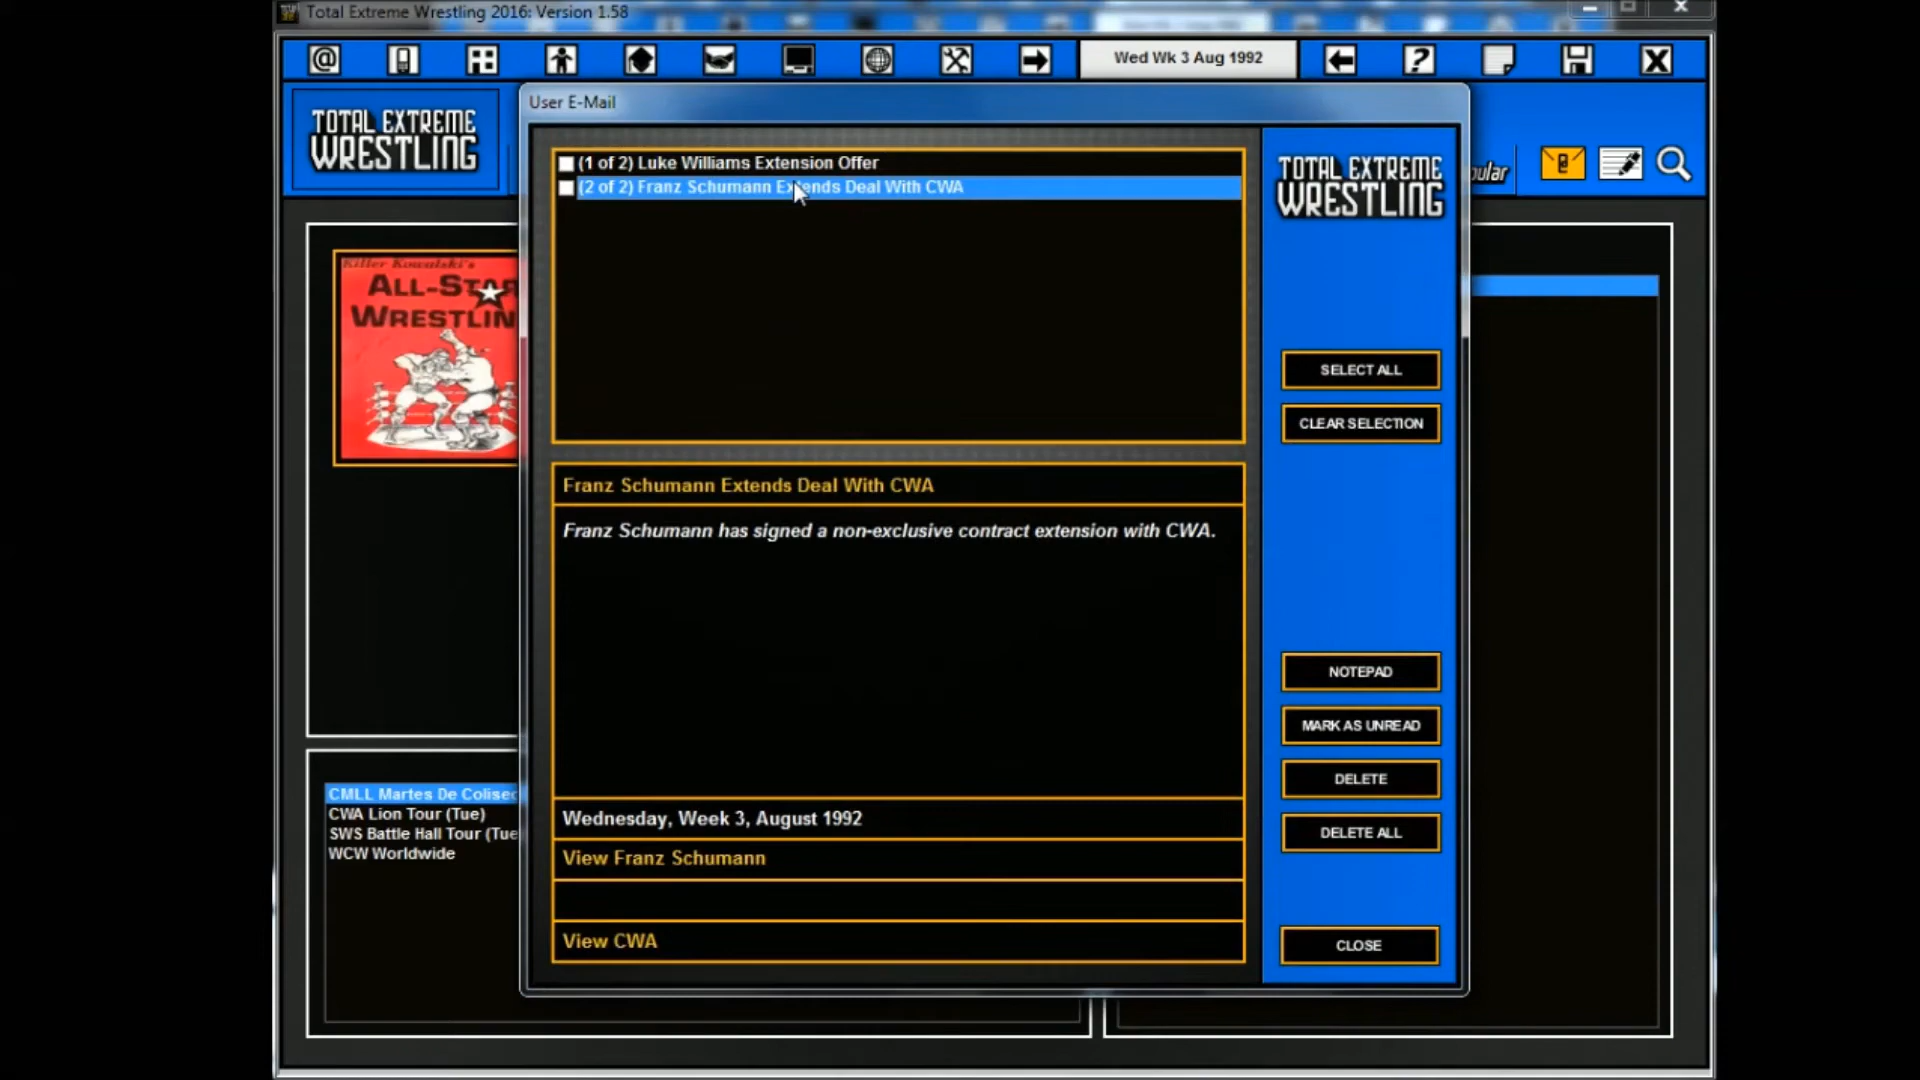 Total Extreme Wrestling 2016: Version 1.58
Wed Wk 3 Aug 1992
TOTAL EXTREME
WRESTLING
User E-Mail
(1 of 2) Luke Williams Extension Offer
(2 of 2) Franz Schumann Extends Deal With CWA
TOTAL EXTREME
WRESTLING
pular
Killer Kowalski's
ALL-STAR
WRESTLIN
SELECT ALL
CLEAR SELECTION
Franz Schumann Extends Deal With CWA
Franz Schumann has signed a non-exclusive contract extension with CWA.
NOTEPAD
MARK AS UNREAD
DELETE
DELETE ALL
CLOSE
Wednesday, Week 3, August 1992
View Franz Schumann
View CWA
CMLL Martes De Colisec
CWA Lion Tour (Tue)
SWS Battle Hall Tour (Tue
WCW Worldwide